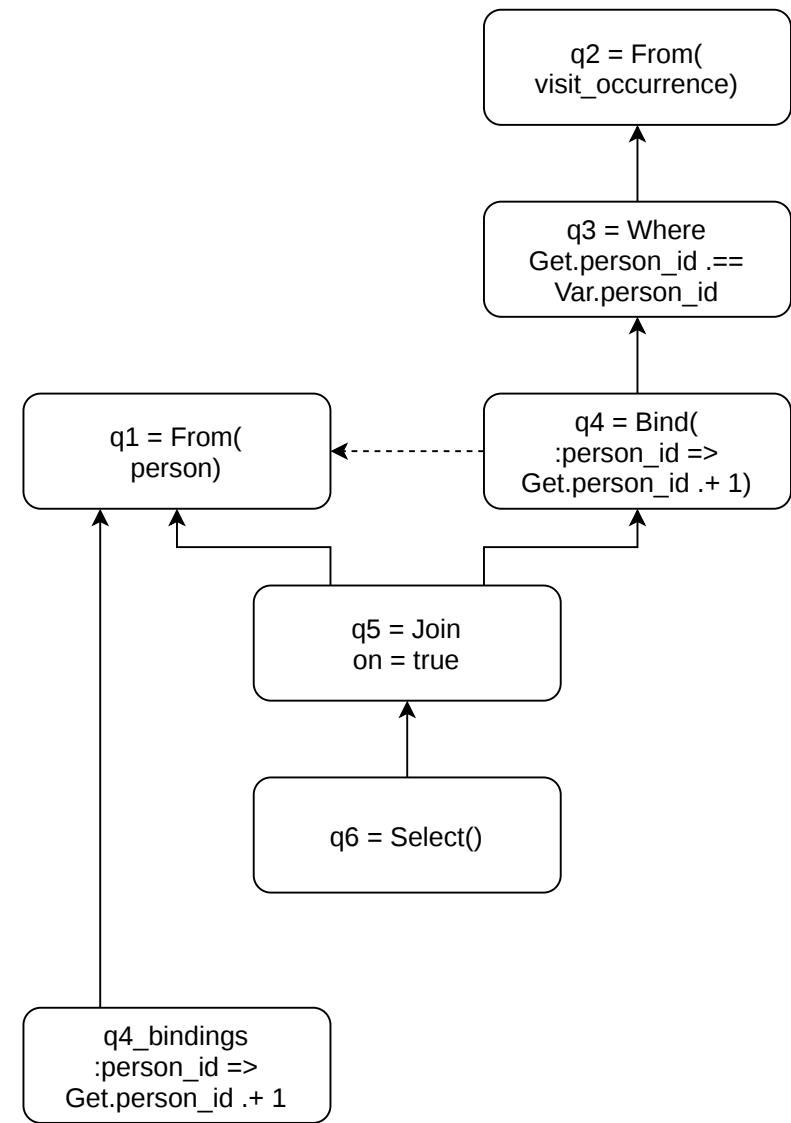 q2 = From(
visit_occurrence)
q3 = Where
Get.person_id .==
Var.person_id
q1 = From(
person)
q4 = Bind(
:person_id =>
Get.person_id .+ 1)
q5 = Join
on = true
q6 = Select()
q4_bindings
:person_id =>
Get.person_id .+ 1